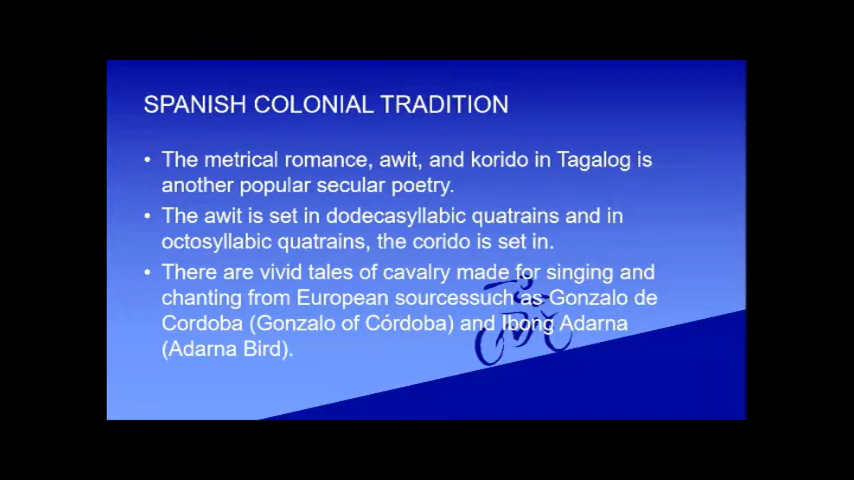 SPANISH COLONIAL TRADITION
• The metrical romance, awit, and korido in Tagalog is
another popular secular poetry.
• The awit is set in dodecasyllabic quatrains and in
octosyllabic quatrains, the corido is set in.
• There are vivid tales of cavalry made for singing and
chanting from European sourcessuch as Gonzalo de
Cordoba (Gonzalo of Córdoba) and Ibong Adarna
(Adarna Bird).